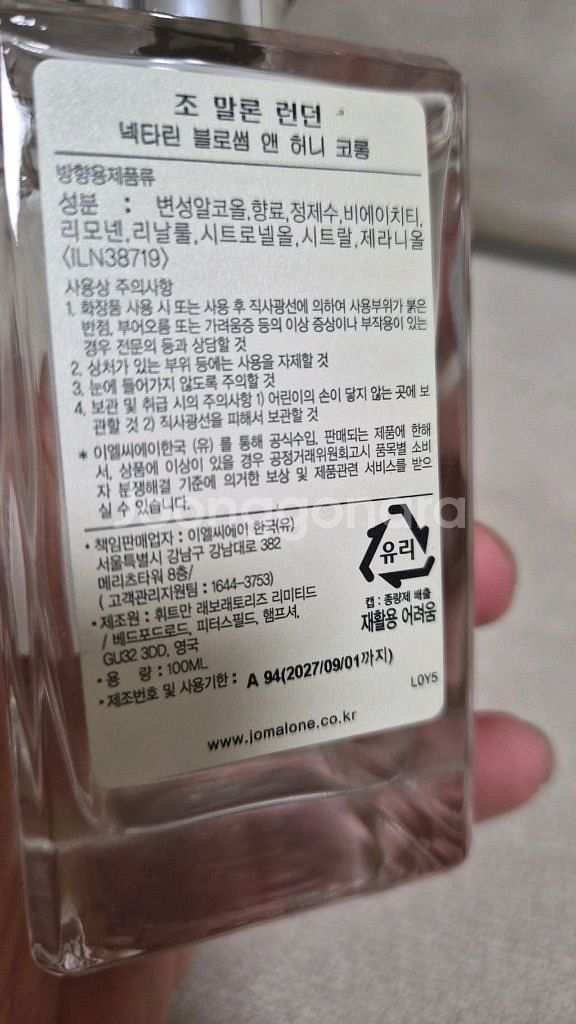 조 말론 런던
넥타린 블로썸 앤 허니 코롱
방향용제품류
성분 : 변성알코올,향료,정제수,비에이치티,
리모넨,리날룰,시트로넬올,시트랄,제라니올
〈ILN38719〉
사용상 주의사항
1. 화장품 사용 시 또는 사용 후 직사광선에 의하여 사용부위가 붉은
반점, 부어오름 또는 가려움증 등의 이상 증상이나 부작용이 있는
경우 전문의 등과 상담할 것
2. 상처가 있는 부위 등에는 사용을 자제할 것
3. 눈에 들어가지 않도록 주의할 것
4. 보관 및 취급 시의 주의사항 1) 어린이의 손이 닿지 않는 곳에 보
관할 것 2) 직사광선을 피해서 보관할 것
* 이엘씨에이한국 (유) 를 통해 공식수입, 판매되는 제품에 한해
서, 상품에 이상이 있을 경우 공정거래위원회고시 품목별 소비
자 분쟁해결 기준에 의거한 보상 및 제품관련 서비스를 받으
실 수 있습니다.
joonggonara
• 책임판매업자 : 이엘씨에이 한국(유)
서울특별시 강남구 강남대로 382
메리츠타워 8층/
( 고객관리지원팀 : 1644-3753)
• 제조원 : 휘트만 래보래토리즈 리미티드
/ 베드포드로드, 피터스필드, 햄프셔,
GU32 3DD, 영국
• 용 량 : 100ML
• 제조번호 및 사용기한 : A 94(2027/09/01까지)
유리
캡 : 종량제 배출
재활용 어려움
L0Y5
www.jomalone.co.kr